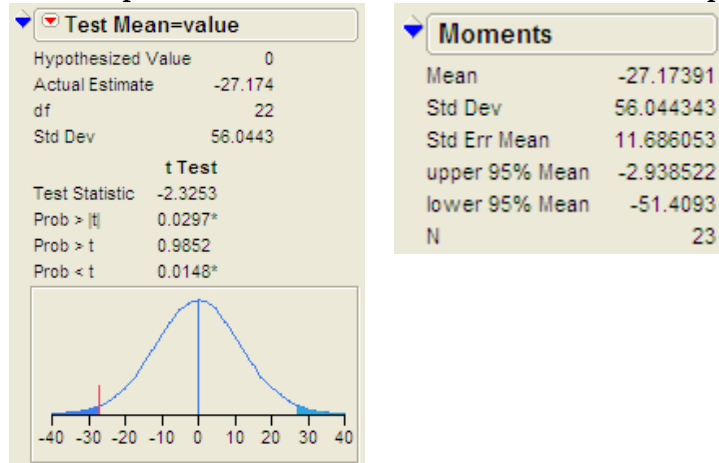 Test Mean=value
Hypothesized Value 0
Actual Estimate -27.174
df 22
Std Dev 56.0443
t Test
Test Statistic -2.3253
Prob > |t| 0.0297*
Prob > t 0.9852
Prob < t 0.0148*
-40 -30 -20 -10 0 10 20 30 40
Moments
Mean -27.17391
Std Dev 56.044343
Std Err Mean 11.686053
upper 95% Mean -2.938522
lower 95% Mean -51.4093
N 23